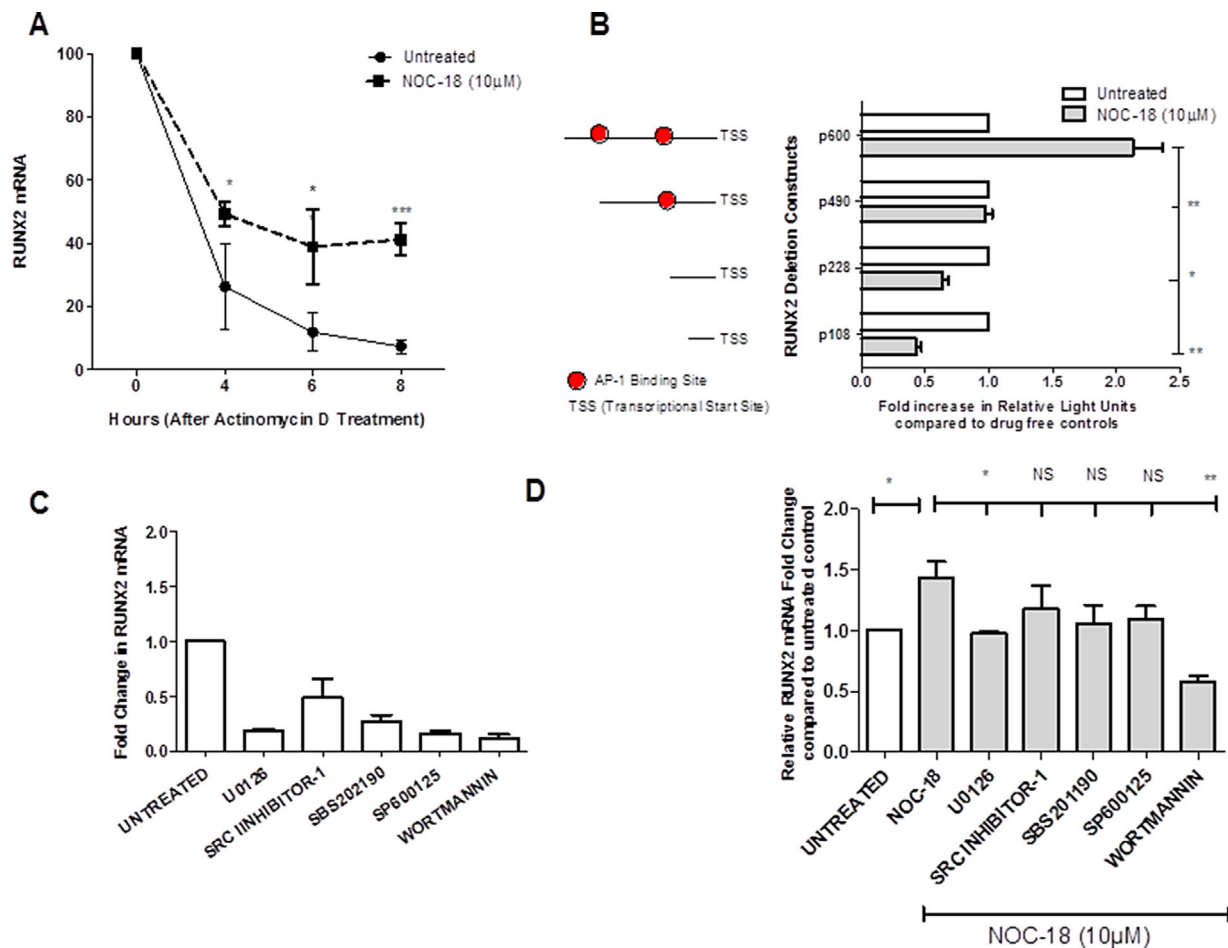 A
Untreated
NOC-18 (10µM)
100
80
60
40
20
0
RUNX2 mRNA
*
*
***
0
4
6
8
Hours (After Actinomycin D Treatment)
B
Untreated
NOC-18 (10µM)
TSS
TSS
TSS
TSS
AP-1 Binding Site
TSS (Transcriptional Start Site)
RUNX2 Deletion Constructs
p600
p490
p228
p108
**
*
**
0.0
0.5
1.0
1.5
2.0
2.5
Fold increase in Relative Light Units
compared to drug free controls
C
Fold Change in RUNX2 mRNA
2.0
1.5
1.0
0.5
0.0
UNTREATED
U0126
SRC IINHIBITOR-1
SBS202190
SP600125
WORTMANNIN
D
*
*
NS
NS
NS
**
Relative RUNX2 mRNA Fold Change
compared to untreated control
2.0
1.5
1.0
0.5
0.0
UNTREATED
NOC-18
U0126
SRC INHIBITOR-1
SBS201190
SP600125
WORTMANNIN
NOC-18 (10µM)